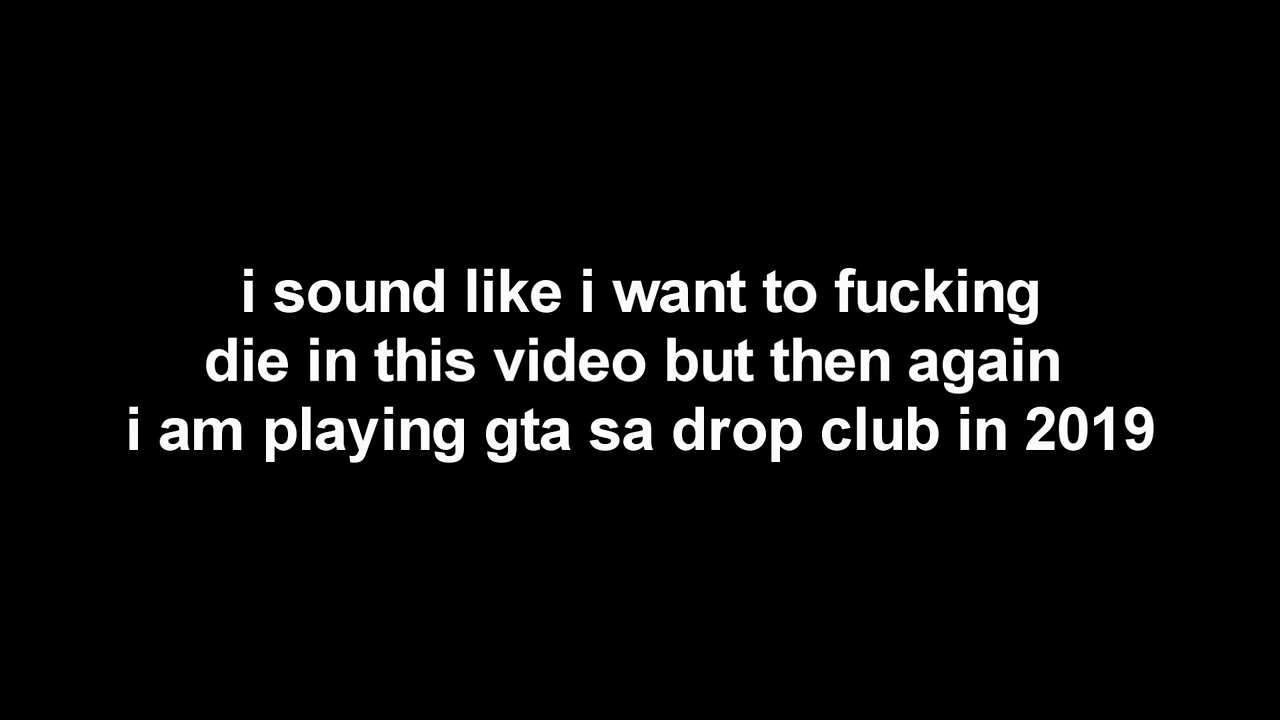 i sound like i want to fucking
die in this video but then again
i am playing gta sa drop club in 2019